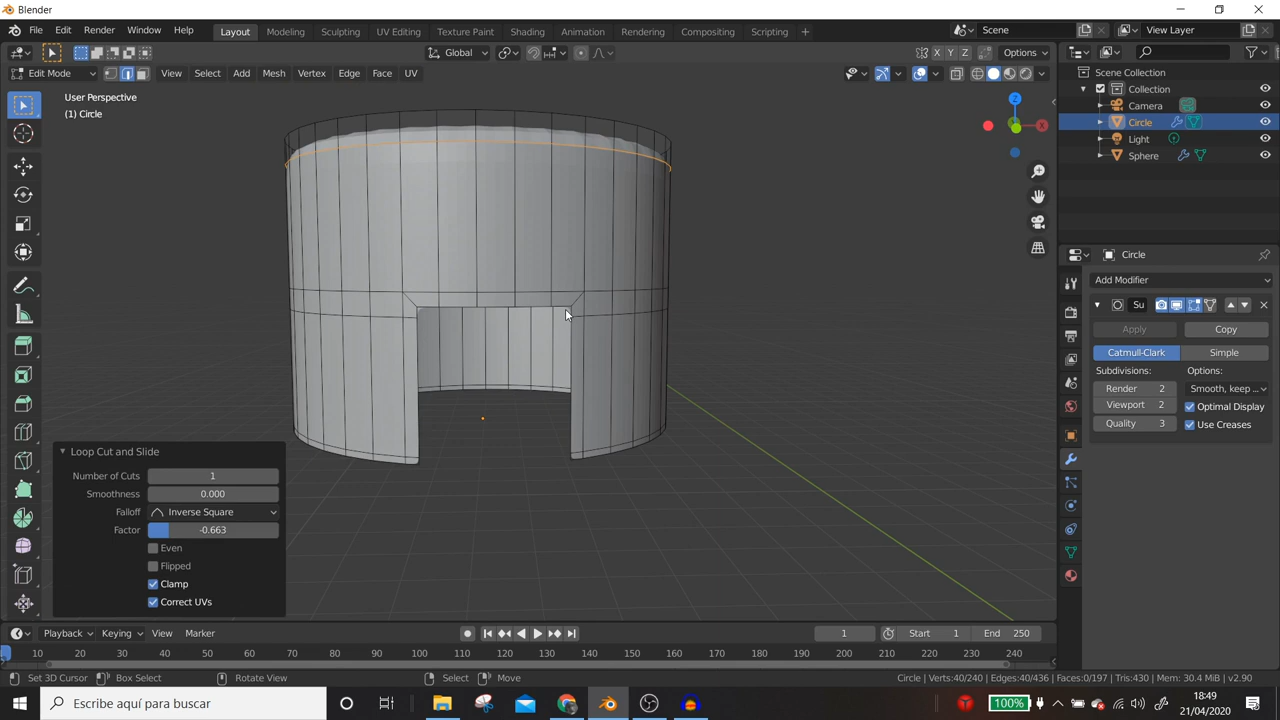 Blender
File Edit Render Window Help Layout Modeling Sculpting UV Editing Texture Paint Shading Animation Rendering Compositing Scripting + Scene View Layer
Global X Y Z Options
Edit Mode View Select Add Mesh Vertex Edge Face UV
User Perspective
(1) Circle
Z
X
Scene Collection
Collection
Camera
Circle
Light
Sphere
Circle
Add Modifier
Su
Apply Copy
Catmull-Clark Simple
Subdivisions: Options:
Render 2 Smooth, keep ...
Viewport 2 Optimal Display
Quality 3 Use Creases
Loop Cut and Slide
Number of Cuts 1
Smoothness 0.000
Falloff Inverse Square
Factor -0.663
Even
Flipped
Clamp
Correct UVs
Playback Keying View Marker 1 Start 1 End 250
10 20 30 40 50 60 70 80 90 100 110 120 130 140 150 160 170 180 190 200 210 220 230 240
Set 3D Cursor Box Select Rotate View Select Move Circle | Verts:40/240 | Edges:40/436 | Faces:0/197 | Tris:430 | Mem: 30.4 MiB | v2.90
Escribe aquí para buscar 100% 18:49
21/04/2020